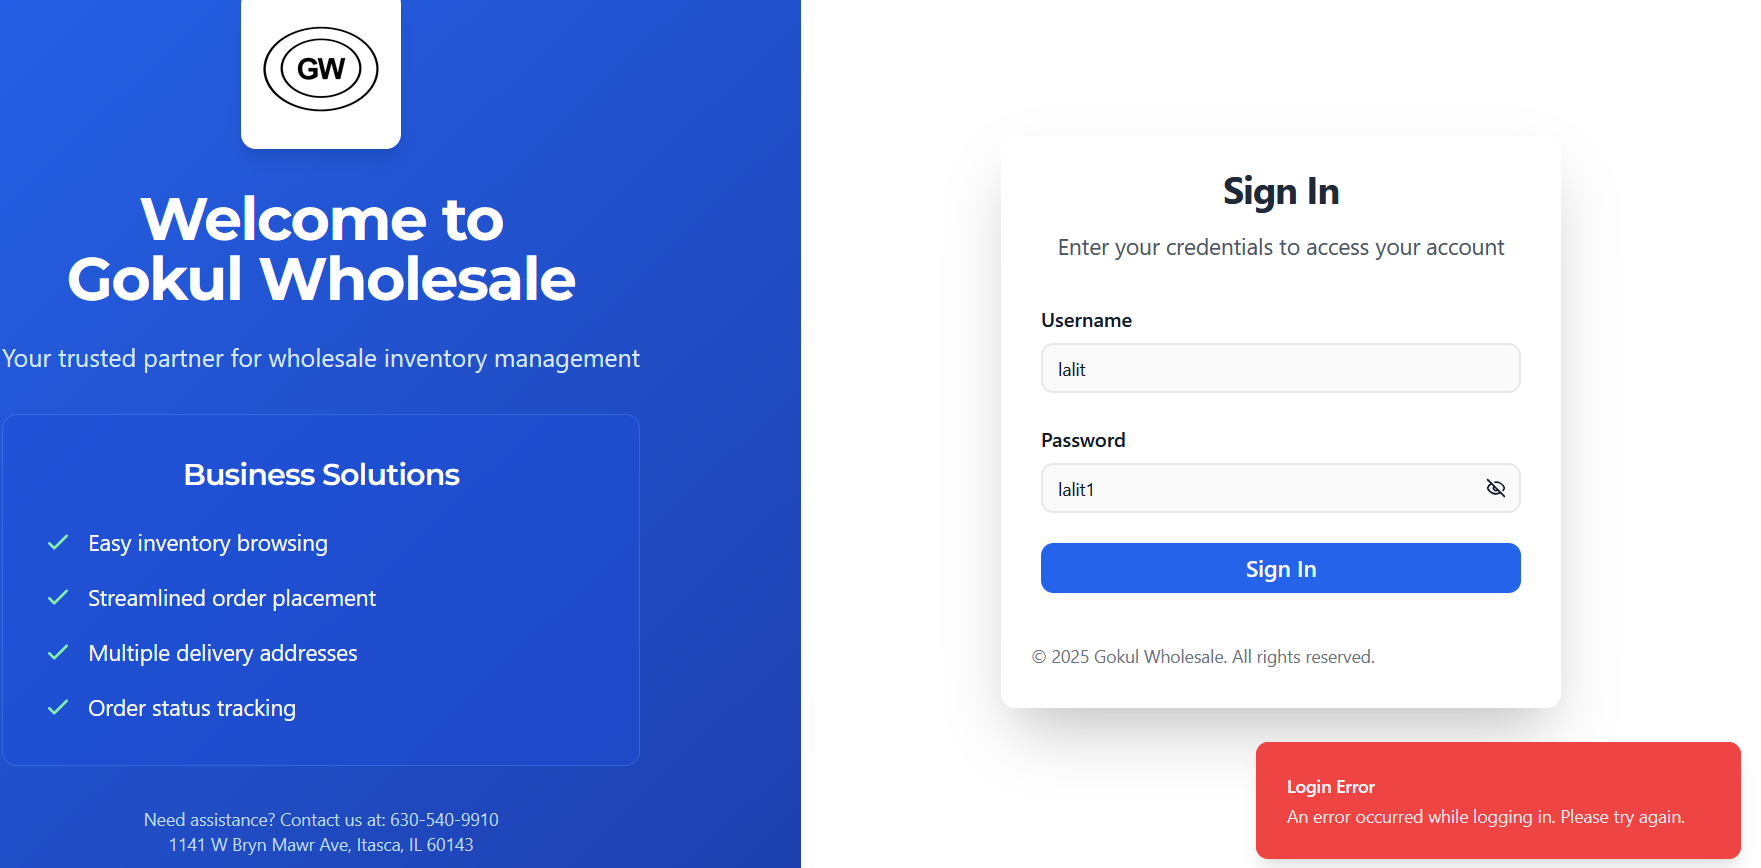 GW
Welcome to
Gokul Wholesale
Your trusted partner for wholesale inventory management
Business Solutions
Easy inventory browsing
Streamlined order placement
Multiple delivery addresses
Order status tracking
Need assistance? Contact us at: 630-540-9910
1141 W Bryn Mawr Ave, Itasca, IL 60143
Sign In
Enter your credentials to access your account
Username
lalit
Password
lalit1
Sign In
© 2025 Gokul Wholesale. All rights reserved.
Login Error
An error occurred while logging in. Please try again.